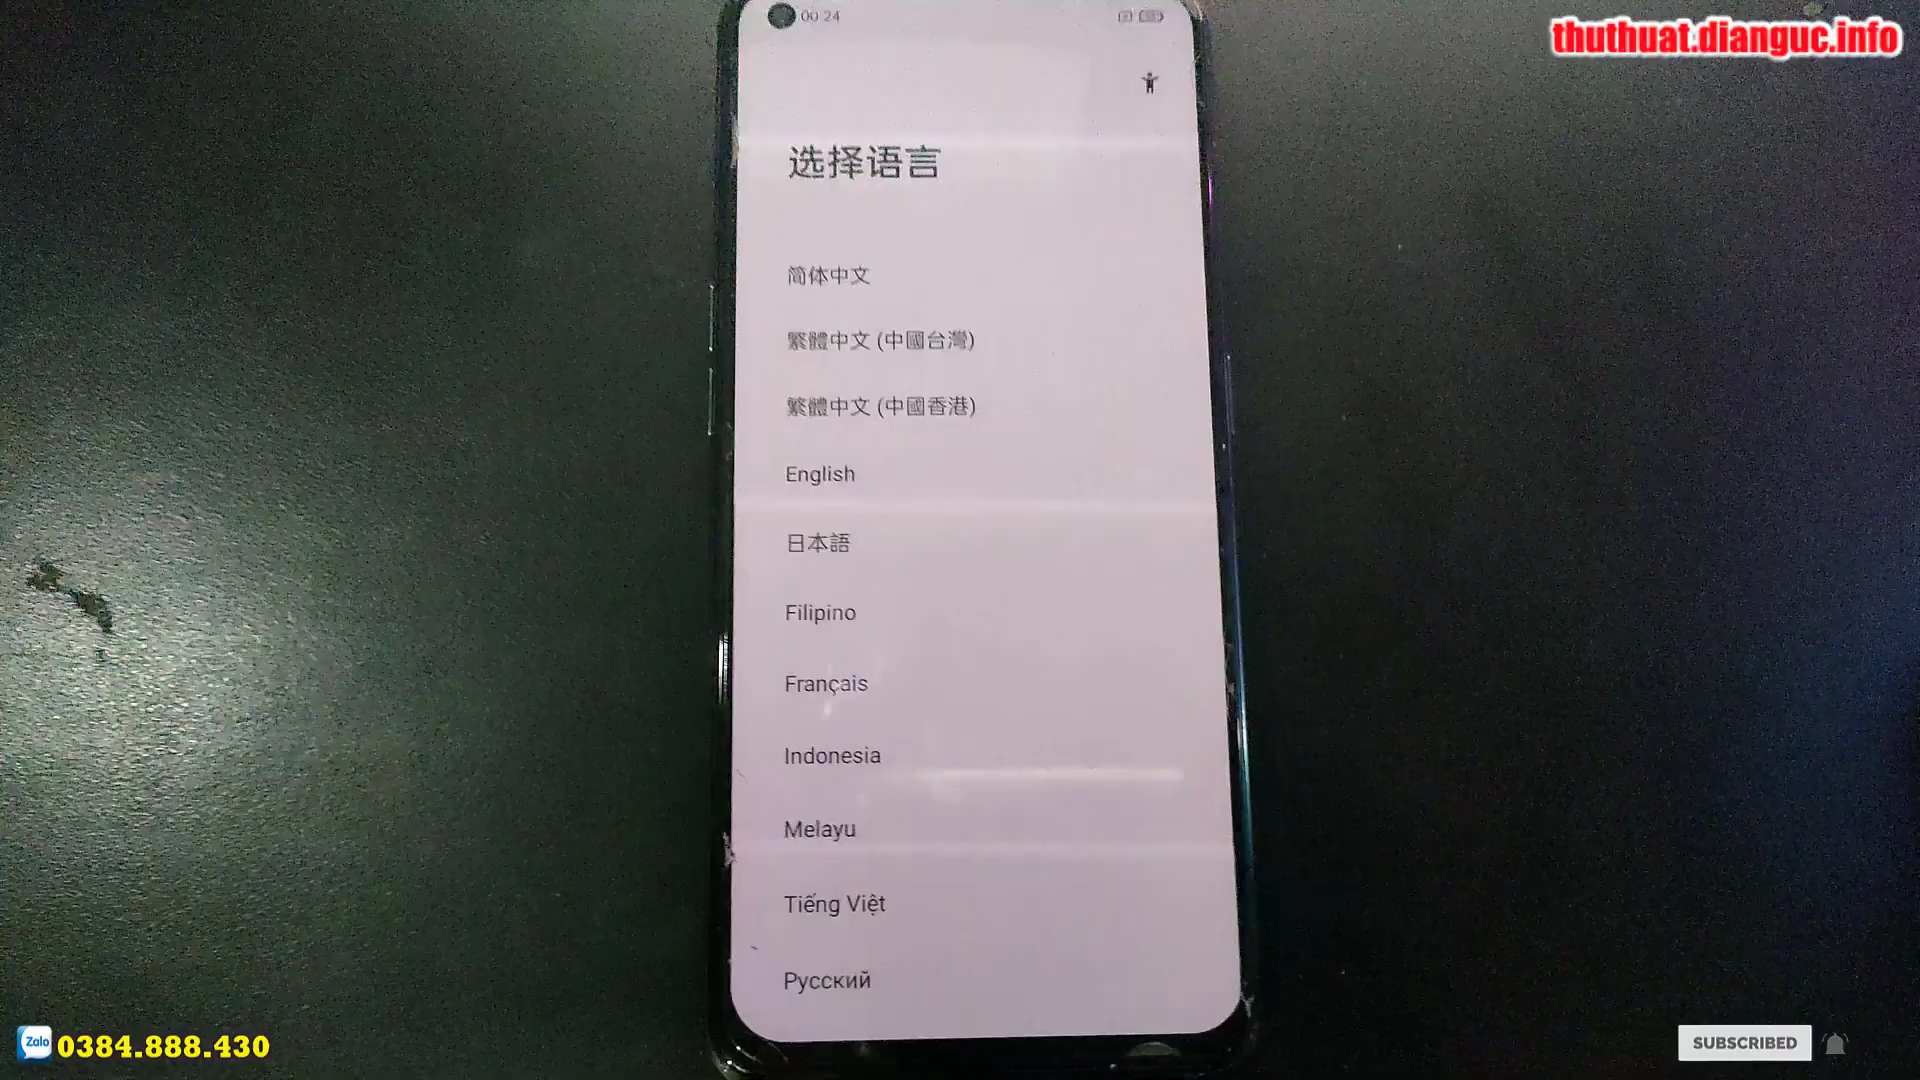 00:24
thuthuat.dianguc.info
选择语言
简体中文
繁體中文 (中國台灣)
繁體中文 (中國香港)
English
日本語
Filipino
Français
Indonesia
Melayu
Tiếng Việt
Русский
Zalo 0384.888.430
SUBSCRIBED